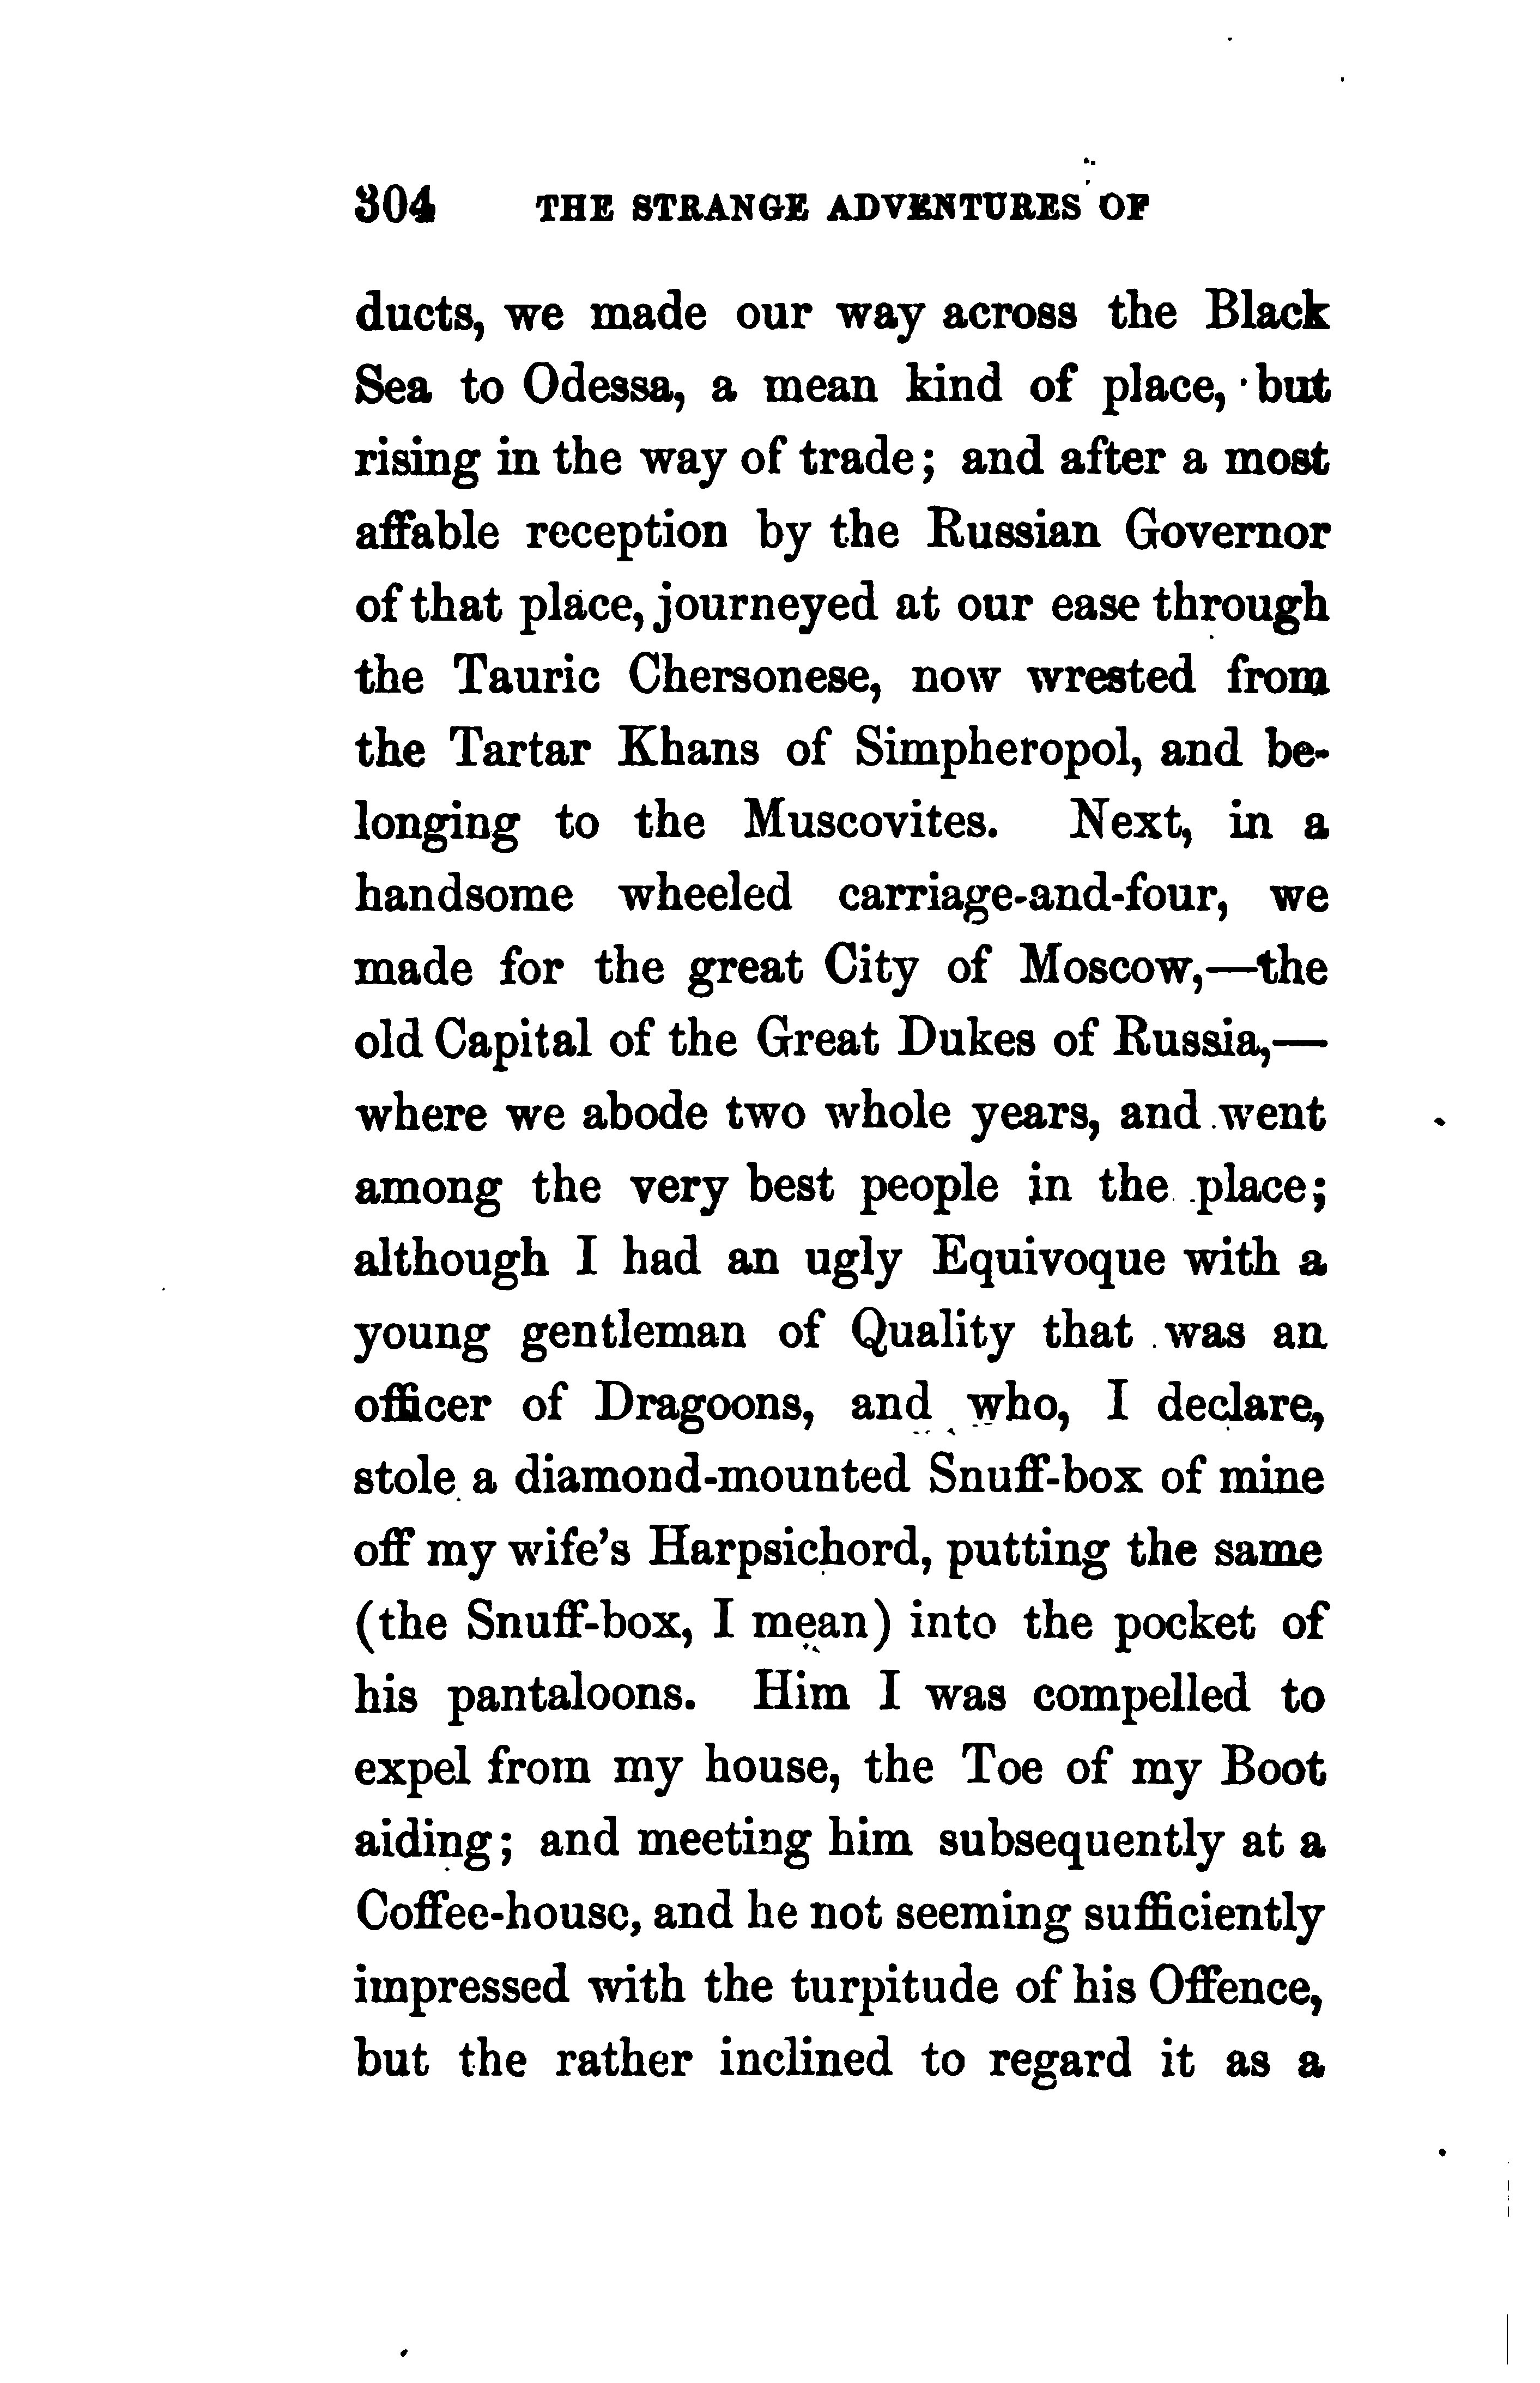 304 THE STRANGE ADVENTURES OF
ducts, we made our way across the Black
Sea to Odessa, a mean kind of place, but
rising in the way of trade; and after a most
affable reception by the Russian Governor
of that place, journeyed at our ease through
the Tauric Chersonese, now wrested from
the Tartar Khans of Simpheropol, and be-
longing to the Muscovites. Next, in a
handsome wheeled carriage-and-four, we
made for the great City of Moscow,—the
old Capital of the Great Dukes of Russia,—
where we abode two whole years, and went
among the very best people in the place;
although I had an ugly Equivoque with a
young gentleman of Quality that was an
officer of Dragoons, and who, I declare,
stole a diamond-mounted Snuff-box of mine
off my wife's Harpsichord, putting the same
(the Snuff-box, I mean) into the pocket of
his pantaloons. Him I was compelled to
expel from my house, the Toe of my Boot
aiding; and meeting him subsequently at a
Coffee-house, and he not seeming sufficiently
impressed with the turpitude of his Offence,
but the rather inclined to regard it as a